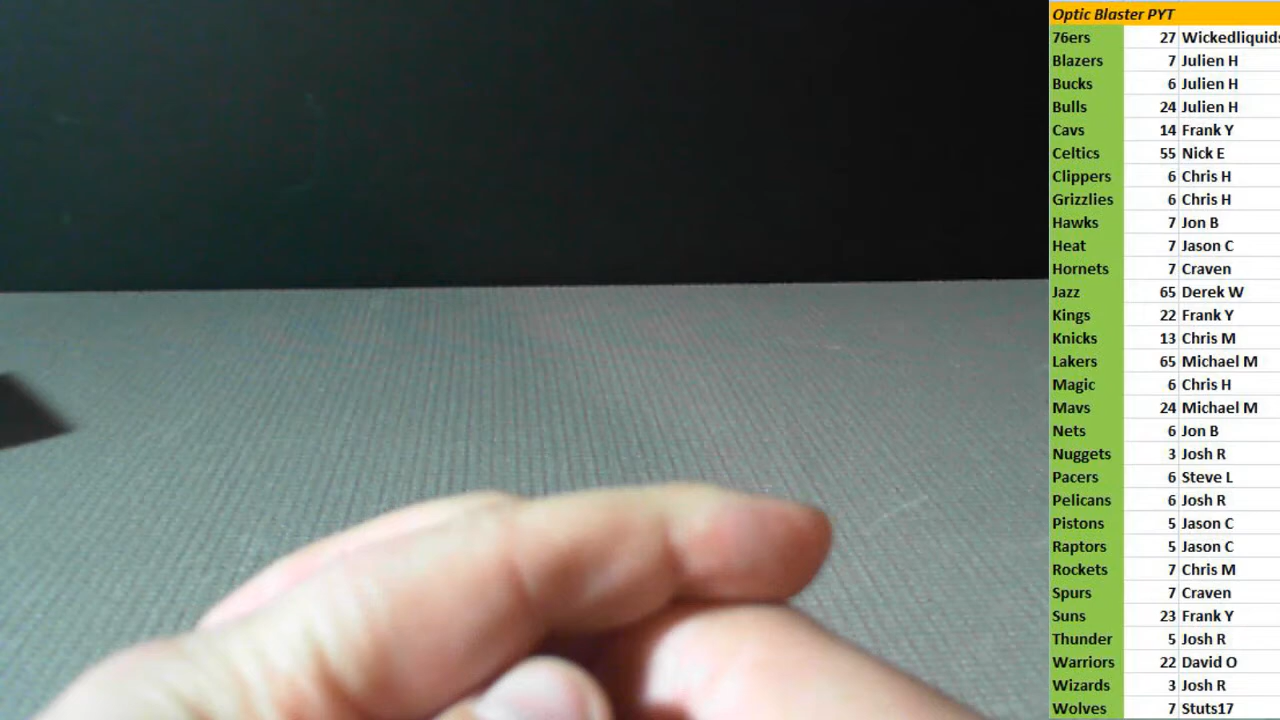 Optic Blaster PYT
76ers 27 Wickedliquids
Blazers 7 Julien H
Bucks 6 Julien H
Bulls 24 Julien H
Cavs 14 Frank Y
Celtics 55 Nick E
Clippers 6 Chris H
Grizzlies 6 Chris H
Hawks 7 Jon B
Heat 7 Jason C
Hornets 7 Craven
Jazz 65 Derek W
Kings 22 Frank Y
Knicks 13 Chris M
Lakers 65 Michael M
Magic 6 Chris H
Mavs 24 Michael M
Nets 6 Jon B
Nuggets 3 Josh R
Pacers 6 Steve L
Pelicans 6 Josh R
Pistons 5 Jason C
Raptors 5 Jason C
Rockets 7 Chris M
Spurs 7 Craven
Suns 23 Frank Y
Thunder 5 Josh R
Warriors 22 David O
Wizards 3 Josh R
Wolves 7 Stuts17